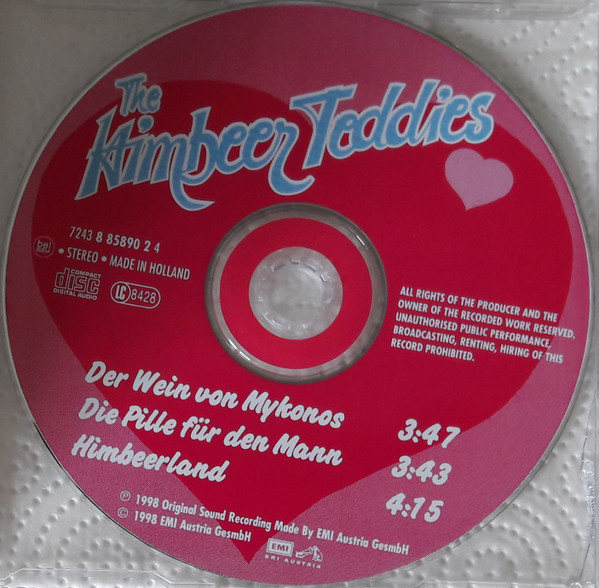 The
Himbeer Teddies
7243 8 85890 2 4
• STEREO • MADE IN HOLLAND
COMPACT
disc
DIGITAL AUDIO
LC 8428
ALL RIGHTS OF THE PRODUCER AND THE
OWNER OF THE RECORDED WORK RESERVED.
UNAUTHORISED PUBLIC PERFORMANCE,
BROADCASTING, RENTING, HIRING OF THIS
RECORD PROHIBITED.
Der Wein von Mykonos 3:47
Die Pille für den Mann 3:43
Himbeerland 4:15
℗ 1998 Original Sound Recording Made By EMI Austria GesmbH
© 1998 EMI Austria GesmbH
EMI
EMI AUSTRIA